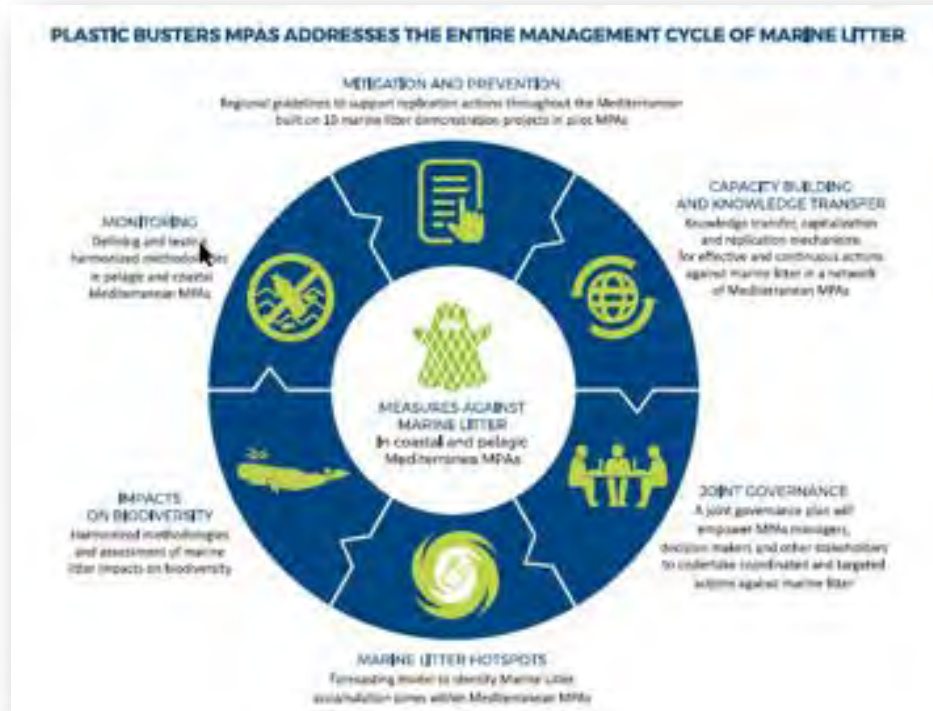 PLASTIC BUSTERS MPAS ADDRESSES THE ENTIRE MANAGEMENT CYCLE OF MARINE LITTER
MITIGATION AND PREVENTION
Regional guidelines to support replication actions throughout the Mediterranean
built on 10 marine litter demonstration projects in pilot MPAs
CAPACITY BUILDING
AND KNOWLEDGE TRANSFER
Knowledge transfer, capitalization
and replication mechanisms
for effective and continuous actions
against marine litter in a network
of Mediterranean MPAs
MONITORING
Defining and testing
harmonized methodologies
in pelagic and coastal
Mediterranean MPAs
MEASURES AGAINST
MARINE LITTER
In coastal and pelagic
Mediterranea MPAs
IMPACTS
ON BIODIVERSITY
Harmonized methodologies
and assessment of marine
litter impacts on biodiversity
JOINT GOVERNANCE
A joint governance plan will
empower MPAs managers,
decision makers and other stakeholders
to undertake coordinated and targeted
actions against marine litter
MARINE LITTER HOTSPOTS
Forecasting model to identify Marine Litter
accumulation zones within Mediterranean MPAs